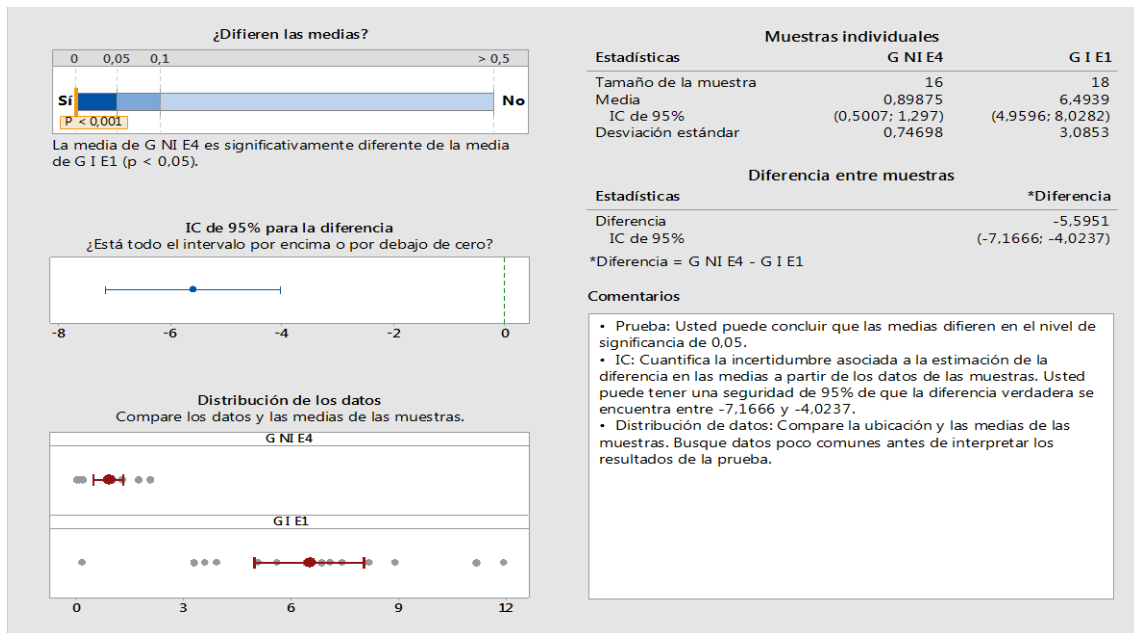 ¿Difieren las medias?
0 0,05 0,1 > 0,5
Sí No
P < 0,001
La media de G NI E4 es significativamente diferente de la media
de G I E1 (p < 0,05).
IC de 95% para la diferencia
¿Está todo el intervalo por encima o por debajo de cero?
-8 -6 -4 -2 0
Distribución de los datos
Compare los datos y las medias de las muestras.
G NI E4
G I E1
0 3 6 9 12
Muestras individuales
Estadísticas G NI E4 G I E1
Tamaño de la muestra 16 18
Media 0,89875 6,4939
IC de 95% (0,5007; 1,297) (4,9596; 8,0282)
Desviación estándar 0,74698 3,0853
Diferencia entre muestras
Estadísticas *Diferencia
Diferencia -5,5951
IC de 95% (-7,1666; -4,0237)
*Diferencia = G NI E4 - G I E1
Comentarios
• Prueba: Usted puede concluir que las medias difieren en el nivel de
significancia de 0,05.
• IC: Cuantifica la incertidumbre asociada a la estimación de la
diferencia en las medias a partir de los datos de las muestras. Usted
puede tener una seguridad de 95% de que la diferencia verdadera se
encuentra entre -7,1666 y -4,0237.
• Distribución de datos: Compare la ubicación y las medias de las
muestras. Busque datos poco comunes antes de interpretar los
resultados de la prueba.